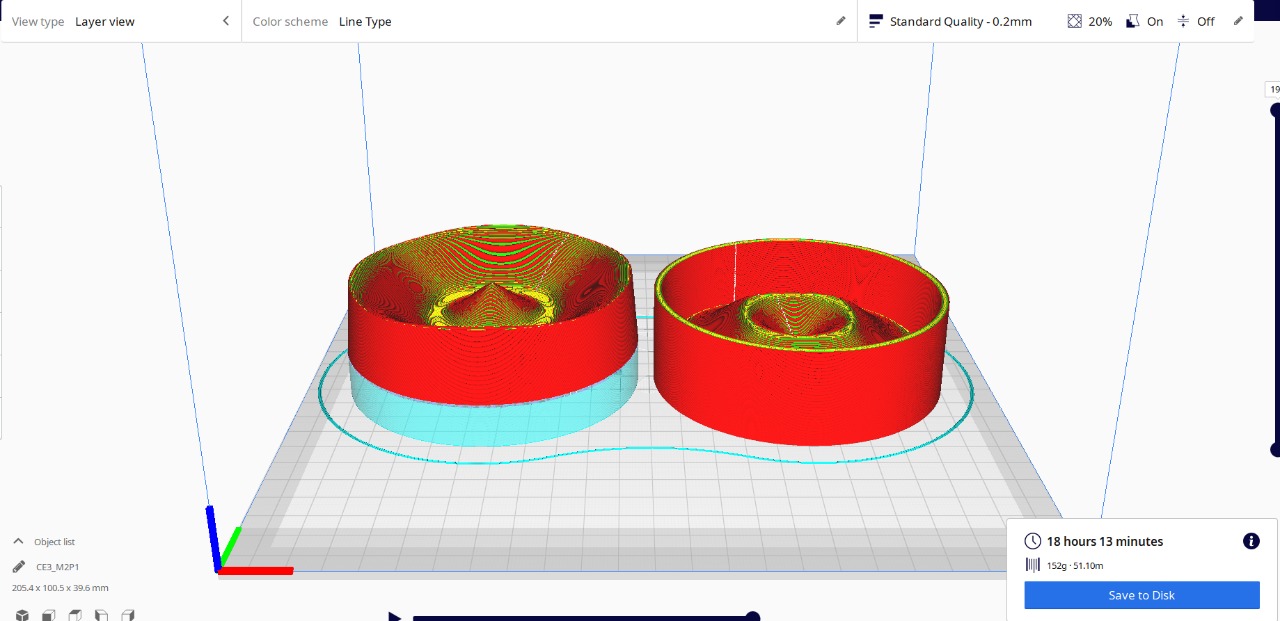 View type Layer view Color scheme Line Type Standard Quality - 0.2mm 20% On Off
19
Object list
CE3_M2P1
205.4 x 100.5 x 39.6 mm
18 hours 13 minutes
152g · 51.10m
Save to Disk